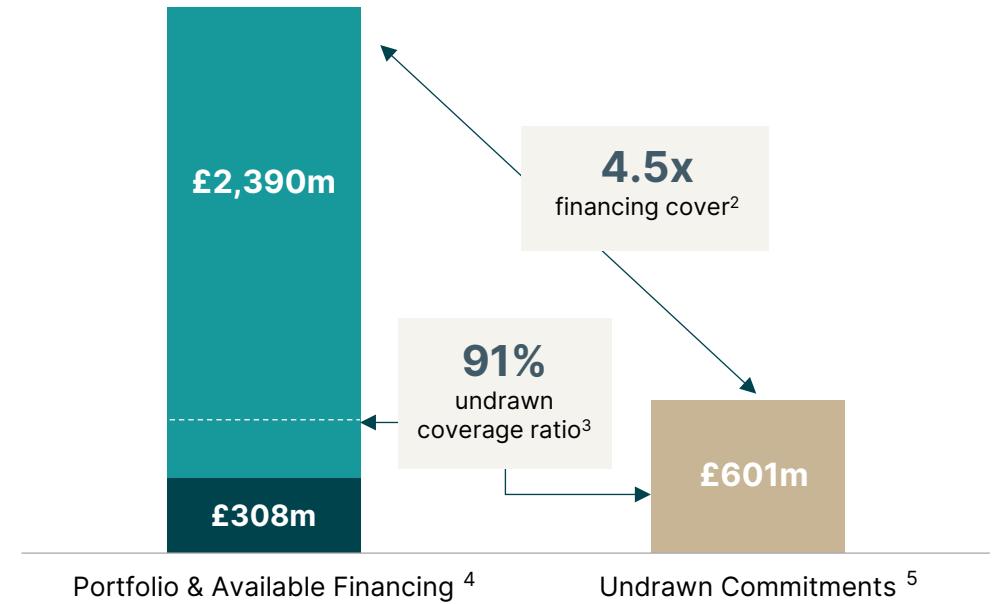 £2,390m
4.5x
financing cover2
91%
undrawn
coverage ratio3
£601m
£308m
Portfolio & Available Financing 4
Undrawn Commitments 5